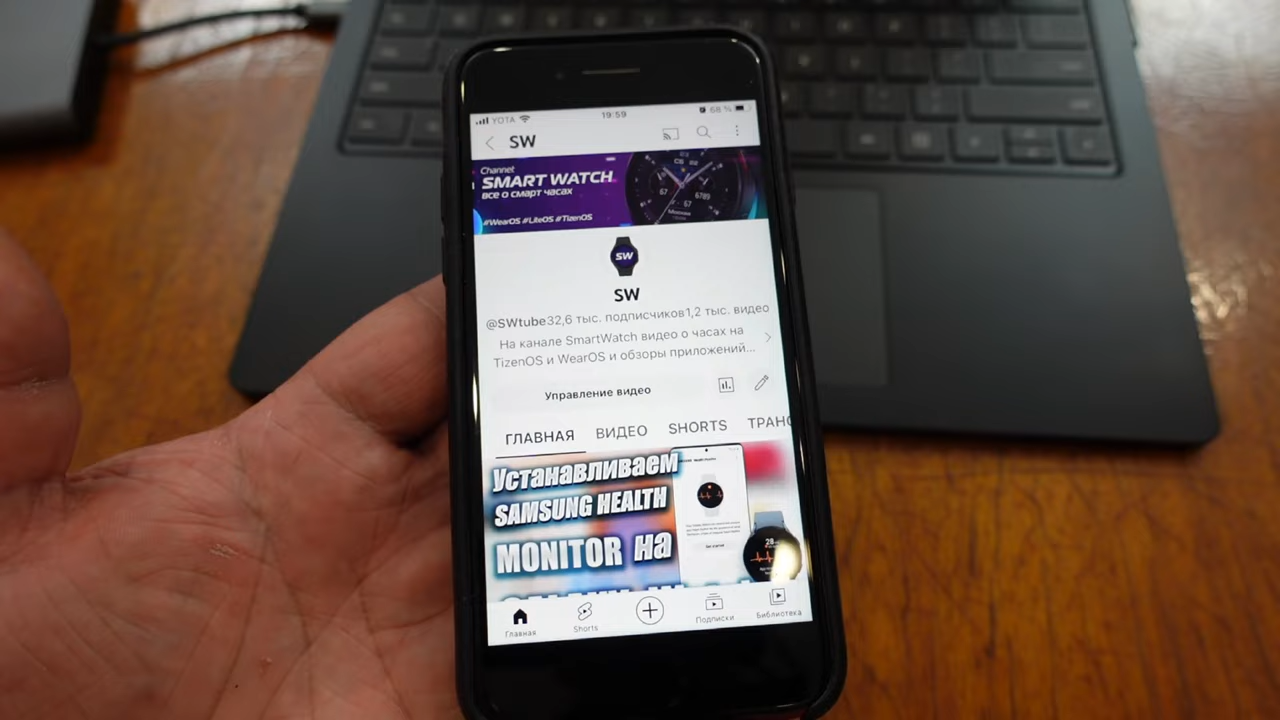 YOTA 19:59 68 %
SW
Channel
SMART WATCH
ВСЕ О СМАРТ ЧАСАХ
#WearOS #LiteOS #TizenOS
SW
SW
@SWtube32,6 тыс. подписчиков1,2 тыс. видео
На канале SmartWatch видео о часах на
TizenOS и WearOS и обзоры приложений...
Управление видео
ГЛАВНАЯ ВИДЕО SHORTS ТРАНС
Устанавливаем
SAMSUNG HEALTH
MONITOR на
Главная Shorts Подписки Библиотека